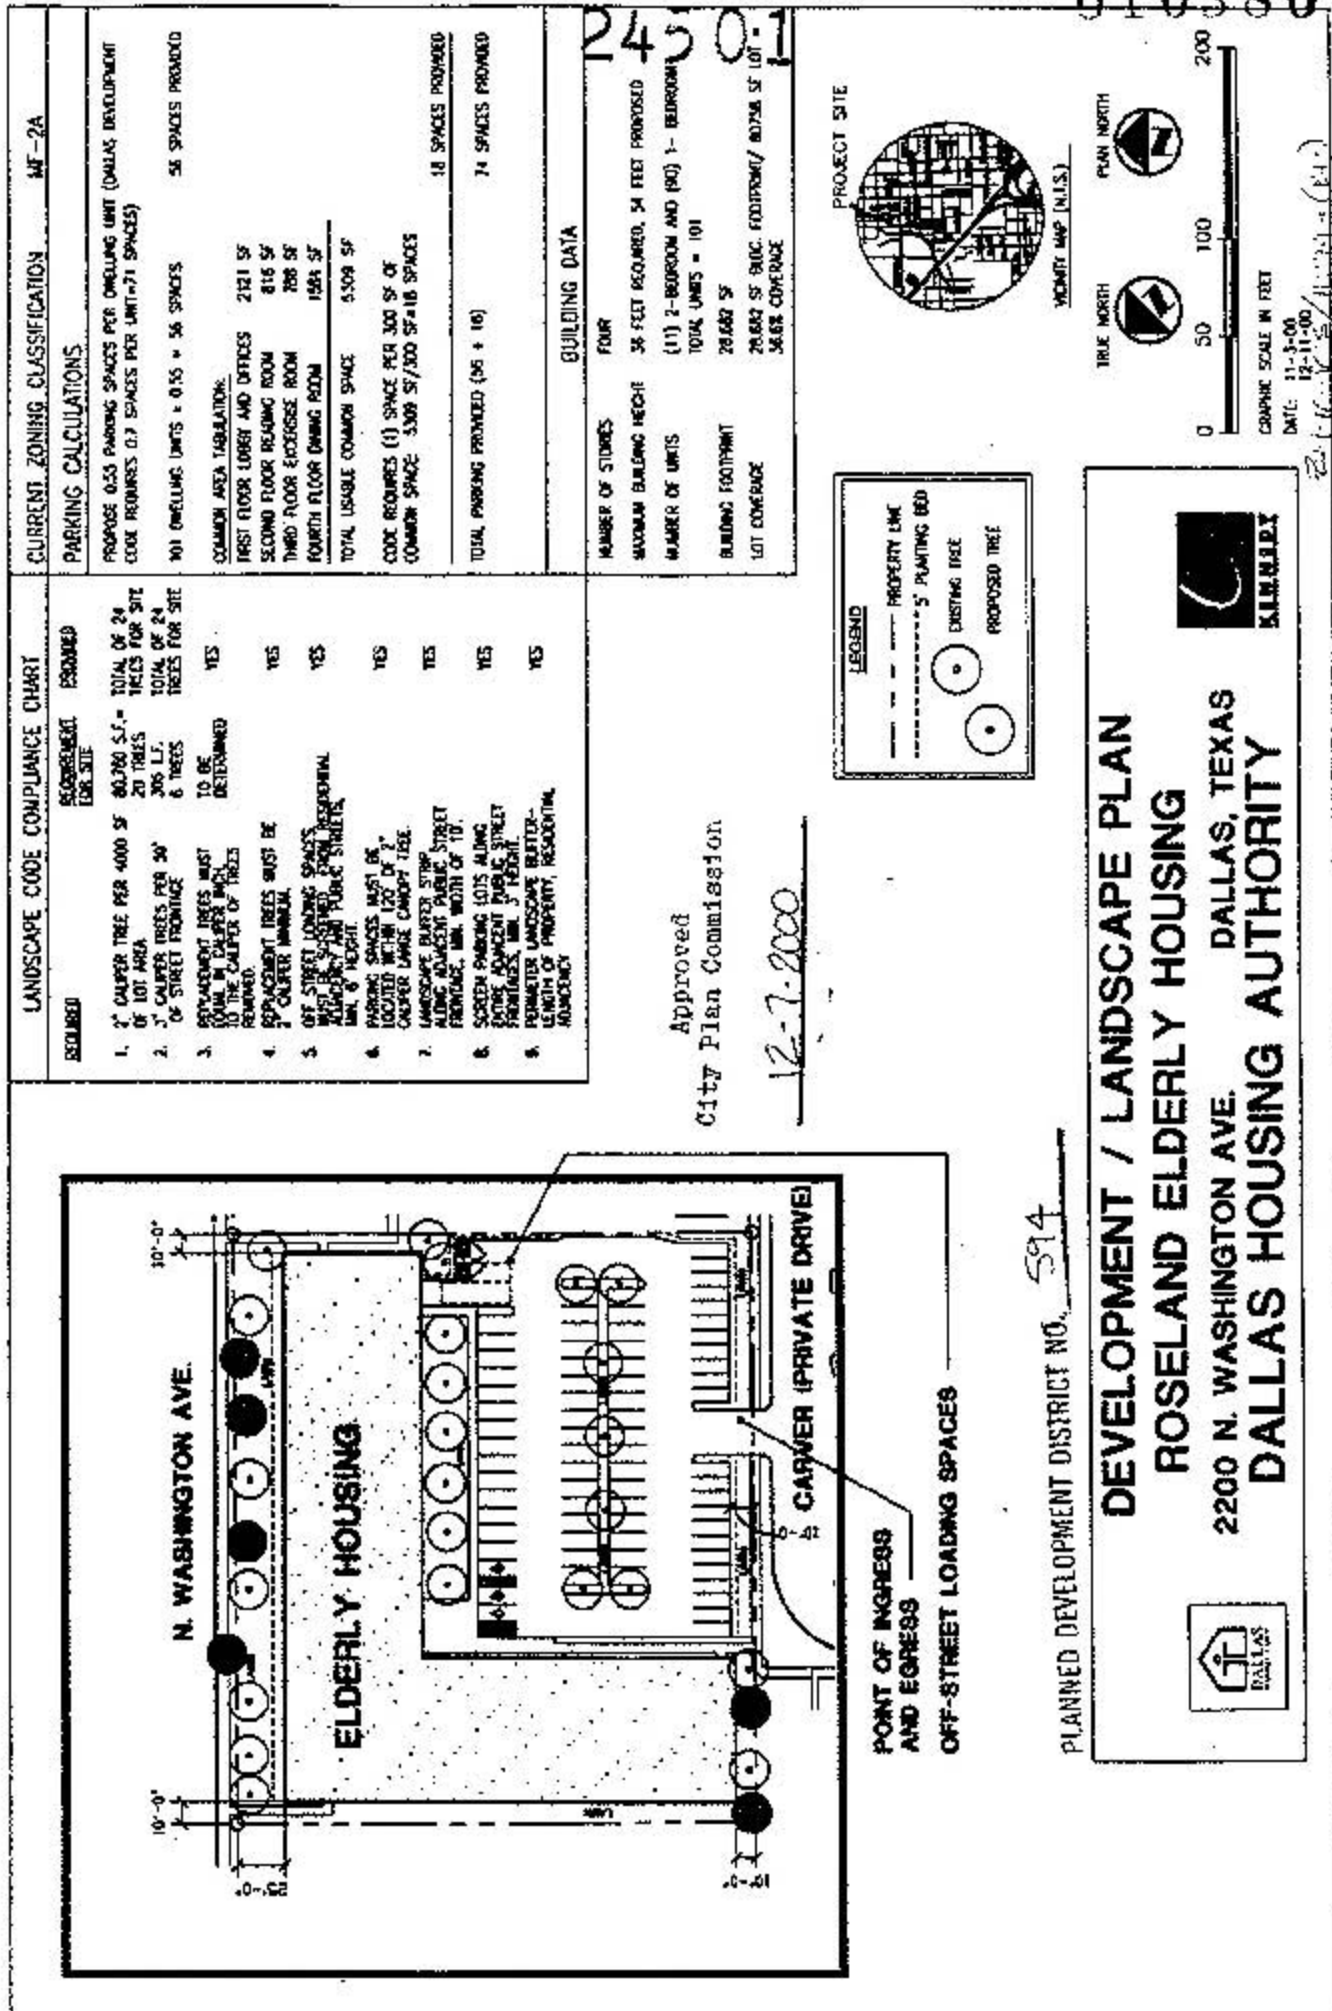 LANDSCAPE CODE COMPLIANCE CHART
REQUIRED
REQUIREMENT FOR SITE
PROVIDED
1. 2" CALIPER TREE PER 4000 SF OF LOT AREA
80,760 S.F.= 20 TREES
TOTAL OF 24 TREES FOR SITE
2. 3" CALIPER TREES PER 50' OF STREET FRONTAGE
305 L.F. 6 TREES
TOTAL OF 24 TREES FOR SITE
3. REPLACEMENT TREES MUST EQUAL IN CALIPER INCH TO THE CALIPER OF TREES REMOVED.
TO BE DETERMINED
YES
4. REPLACEMENT TREES MUST BE 2" CALIPER MINIMUM.
YES
5. OFF STREET LOADING SPACES MUST BE SCREENED FROM RESIDENTIAL ADJACENCY AND PUBLIC STREETS, MIN. 6' HEIGHT.
YES
6. PARKING SPACES MUST BE LOCATED WITHIN 120' OF 2" CALIPER LARGE CANOPY TREE.
YES
7. LANDSCAPE BUFFER STRIP ALONG ADJACENT PUBLIC STREET FRONTAGE, MIN. WIDTH OF 10'.
YES
8. SCREEN PARKING LOTS ALONG ENTIRE ADJACENT PUBLIC STREET FRONTAGES, MIN. 3' HEIGHT.
YES
9. PERIMETER LANDSCAPE BUFFER- LENGTH OF PROPERTY, RESIDENTIAL ADJACENCY
YES
CURRENT ZONING CLASSIFICATION MF-2A
PARKING CALCULATIONS
PROPOSE 0.55 PARKING SPACES PER DWELLING UNIT (DALLAS DEVELOPMENT
CODE REQUIRES 0.7 SPACES PER UNIT=71 SPACES)
101 DWELLING UNITS x 0.55 = 56 SPACES
56 SPACES PROVIDED
COMMON AREA TABULATION:
FIRST FLOOR LOBBY AND OFFICES 2121 SF
SECOND FLOOR READING ROOM 816 SF
THIRD FLOOR EXCERSISE ROOM 788 SF
FOURTH FLOOR DINING ROOM 1584 SF
TOTAL USABLE COMMON SPACE 5309 SF
CODE REQUIRES (1) SPACE PER 300 SF OF
COMMON SPACE: 5309 SF/300 SF=18 SPACES
18 SPACES PROVIDED
TOTAL PARKING PROVIDED (56 + 18)
74 SPACES PROVIDED
BUILDING DATA
NUMBER OF STORIES FOUR
MAXIMUM BUILDING HEIGHT 36 FEET REQUIRED, 54 FEET PROPOSED
NUMBER OF UNITS (11) 2-BEDROOM AND (90) 1- BEDROOM
TOTAL UNITS = 101
BUILDING FOOTPRINT 28,682 SF
LOT COVERAGE 28,682 SF BLDG. FOOTPRINT/ 80758 SF LOT =
36.6% COVERAGE
N. WASHINGTON AVE.
10'-0"
10'-0"
10'-0"
ELDERLY HOUSING
LAWN
CARVER (PRIVATE DRIVE)
POINT OF INGRESS
AND EGRESS
OFF-STREET LOADING SPACES
Approved
City Plan Commission
12-7-2000
LEGEND
PROPERTY LINE
5' PLANTING BED
EXISTING TREE
PROPOSED TREE
PROJECT SITE
VICINITY MAP (N.T.S.)
TRUE NORTH
PLAN NORTH
0 50 100 200
GRAPHIC SCALE IN FEET
DATE: 11-3-00
12-11-00
PLANNED DEVELOPMENT DISTRICT NO. 594
DEVELOPMENT / LANDSCAPE PLAN
ROSELAND ELDERLY HOUSING
2200 N. WASHINGTON AVE. DALLAS, TEXAS
DALLAS HOUSING AUTHORITY
DALLAS
KENNEDY